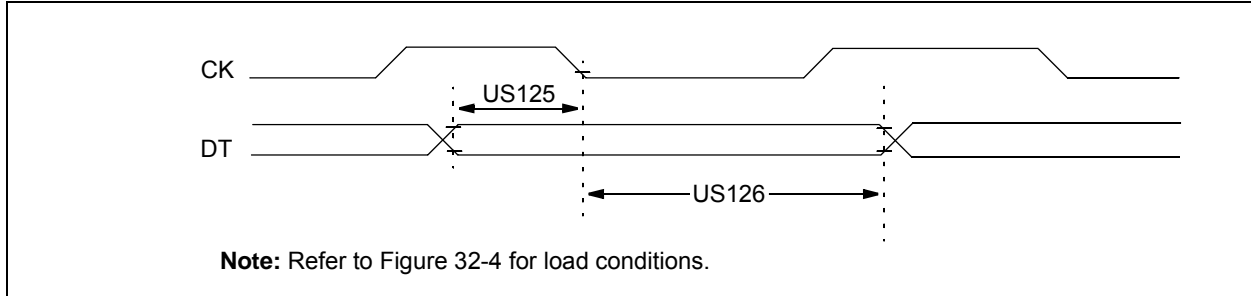 CK
US125
DT
US126
Note: Refer to Figure 32-4 for load conditions.